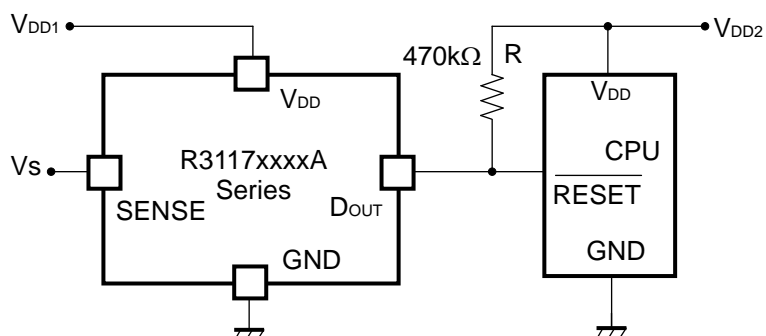 VDD1
VDD2
470kΩ R
VDD
VDD
R3117xxxxA
Series
CPU
Vs
SENSE
DOUT
RESET
GND
GND